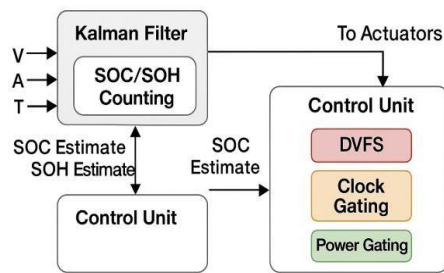 Kalman Filter
To Actuators
V
A
T
SOC/SOH
Counting
Control Unit
DVFS
Clock
Gating
Power Gating
SOC Estimate
SOH Estimate
SOC
Estimate
Control Unit